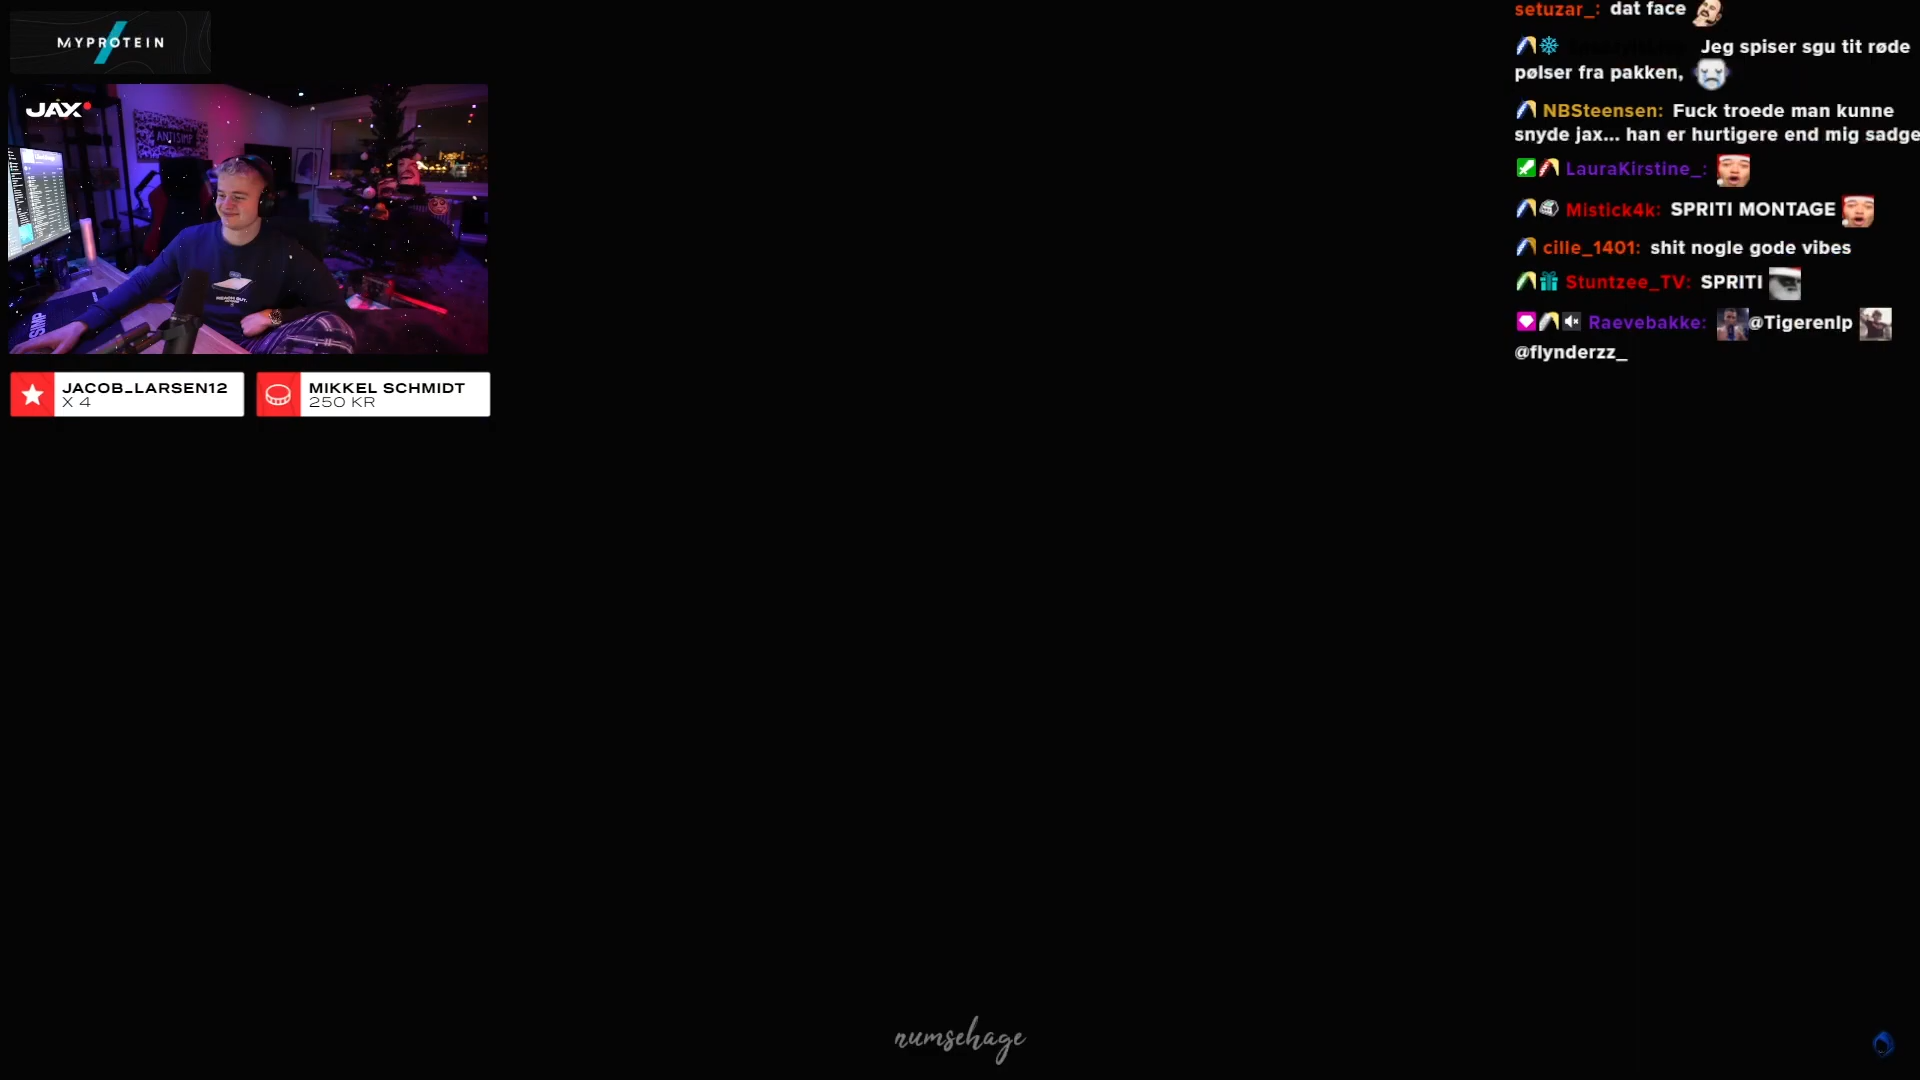 MYPROTEIN
JAX
ANTISIMP
JACOB_LARSEN12
X 4
MIKKEL SCHMIDT
250 KR
setuzar_: dat face
Jeg spiser sgu tit røde
pølser fra pakken,
NBSteensen: Fuck troede man kunne
snyde jax... han er hurtigere end mig sadge
LauraKirstine_:
Mistick4k: SPRITI MONTAGE
cille_1401: shit nogle gode vibes
Stuntzee_TV: SPRITI
Raevebakke: @Tigerenlp
@flynderzz_
numsehage